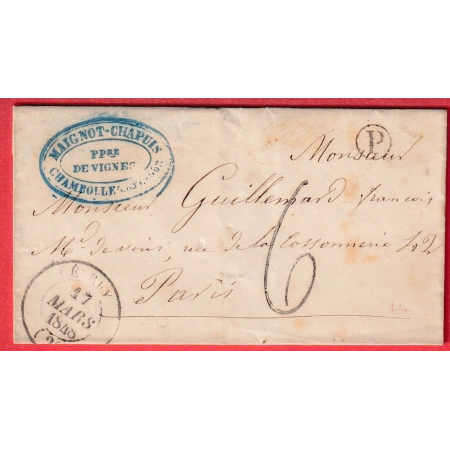 MAIGNOT-CHAPUIS
PPRE
DE VIGNES
CHAMBOLLE
P
Monsieur
Monsieur Guillemard françois
Md de vins, rue de la Cossonnerie 42
Paris
6
17
MARS
1848